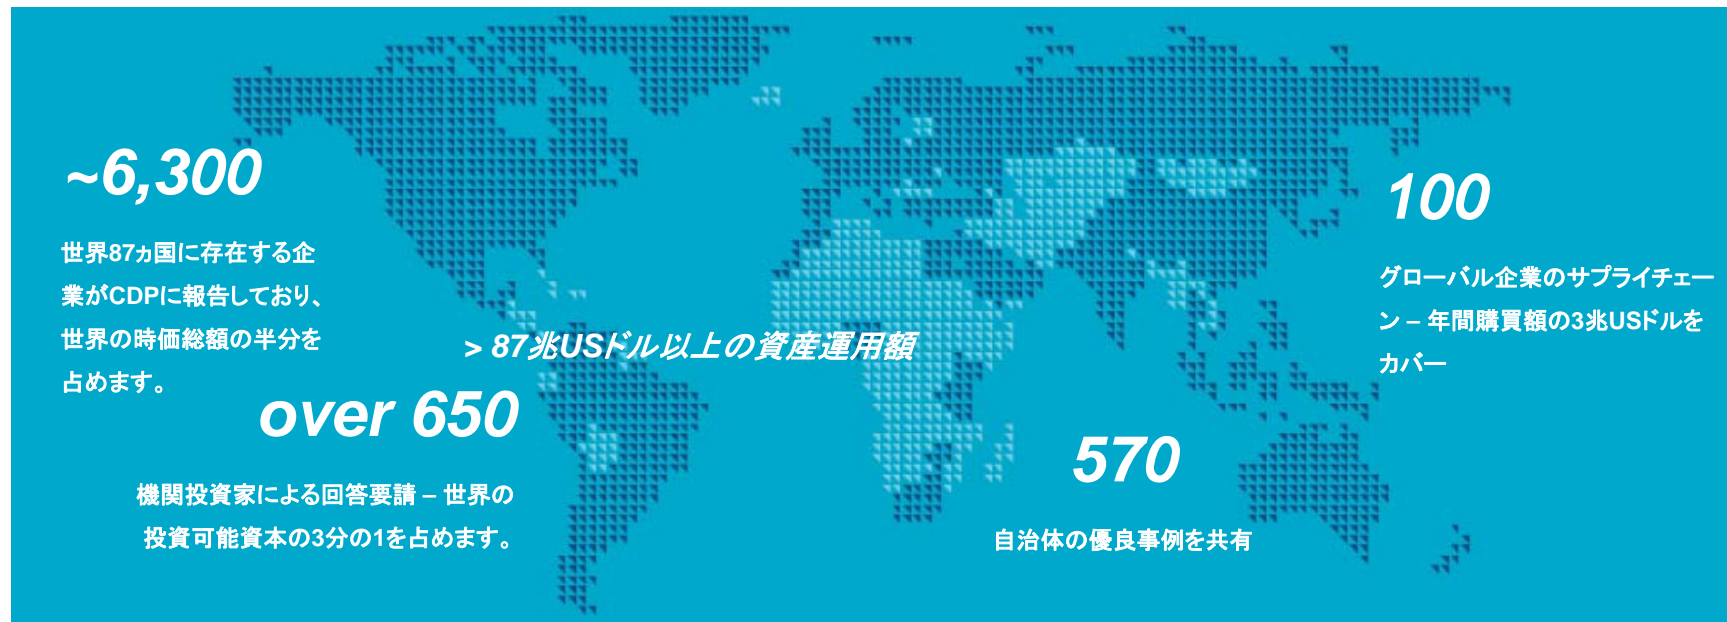 ~6,300
世界87ヵ国に存在する企
業がCDPに報告しており、
世界の時価総額の半分を
占めます。
> 87兆USドル以上の資産運用額
over 650
機関投資家による回答要請 – 世界の
投資可能資本の3分の1を占めます。
570
自治体の優良事例を共有
100
グローバル企業のサプライチェー
ン – 年間購買額の3兆USドルを
カバー